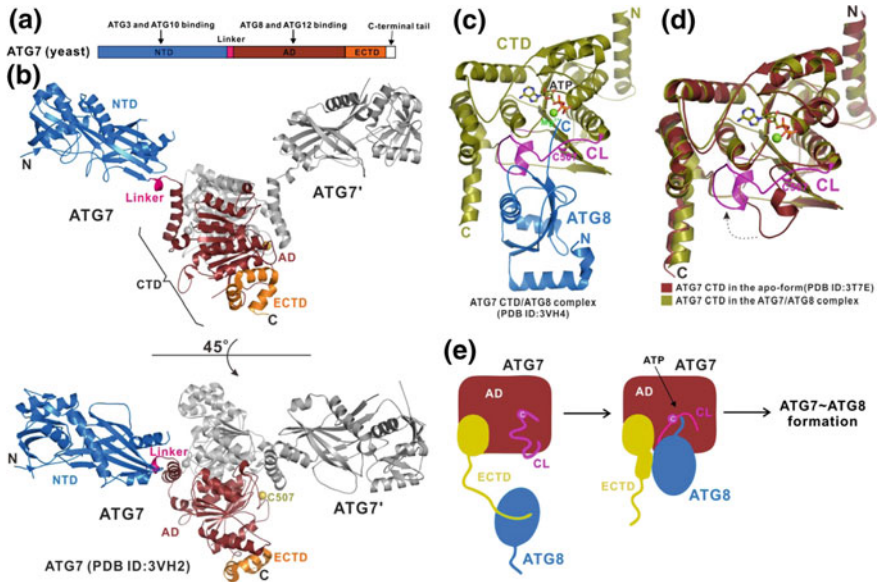 (a)
ATG3 and ATG10 binding
ATG8 and ATG12 binding
C-terminal tail
Linker
ATG7 (yeast)
NTD
AD
ECTD
(b)
NTD
N
Linker
ATG7
ATG7'
CTD
AD
ECTD
C
45°
N
NTD
Linker
ATG7
C507
ATG7'
AD
ECTD
C
ATG7 (PDB ID:3VH2)
(c)
N
CTD
ATP
C
CL
C
ATG8
N
ATG7 CTD/ATG8 complex
(PDB ID:3VH4)
(d)
N
CL
C
ATG7 CTD in the apo-form(PDB ID:3T7E)
ATG7 CTD in the ATG7/ATG8 complex
(e)
ATG7
AD
C
CL
ECTD
ATG8
ATP
ATG7
AD
C
CL
ECTD
ATG8
ATG7~ATG8
formation